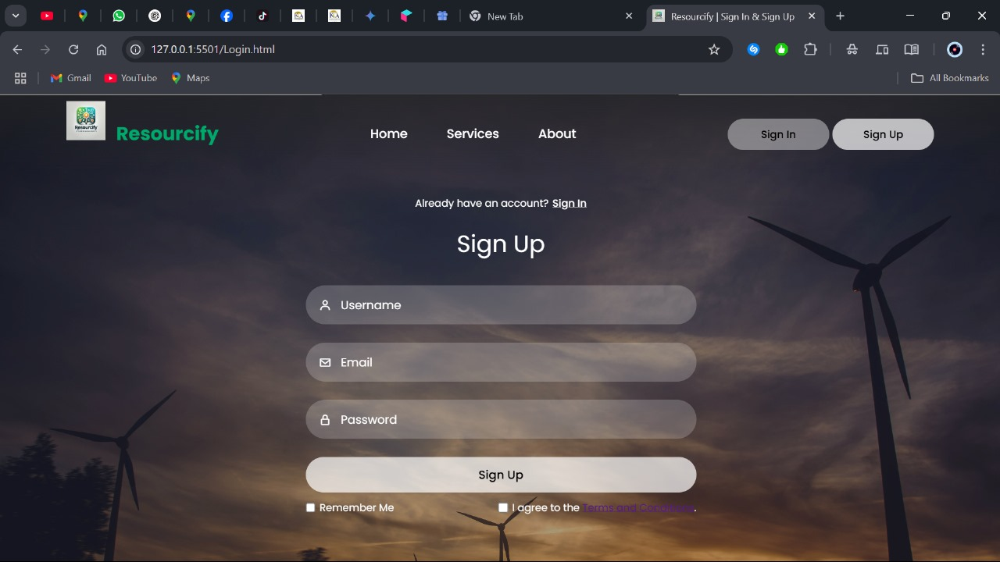 New Tab
Resourcify | Sign In & Sign Up
127.0.0.1:5501/Login.html
Gmail
YouTube
Maps
All Bookmarks
Resourcify
Resourcify
Home
Services
About
Sign In
Sign Up
Already have an account? Sign In
Sign Up
Username
Email
Password
Sign Up
Remember Me
I agree to the Terms and Conditions.